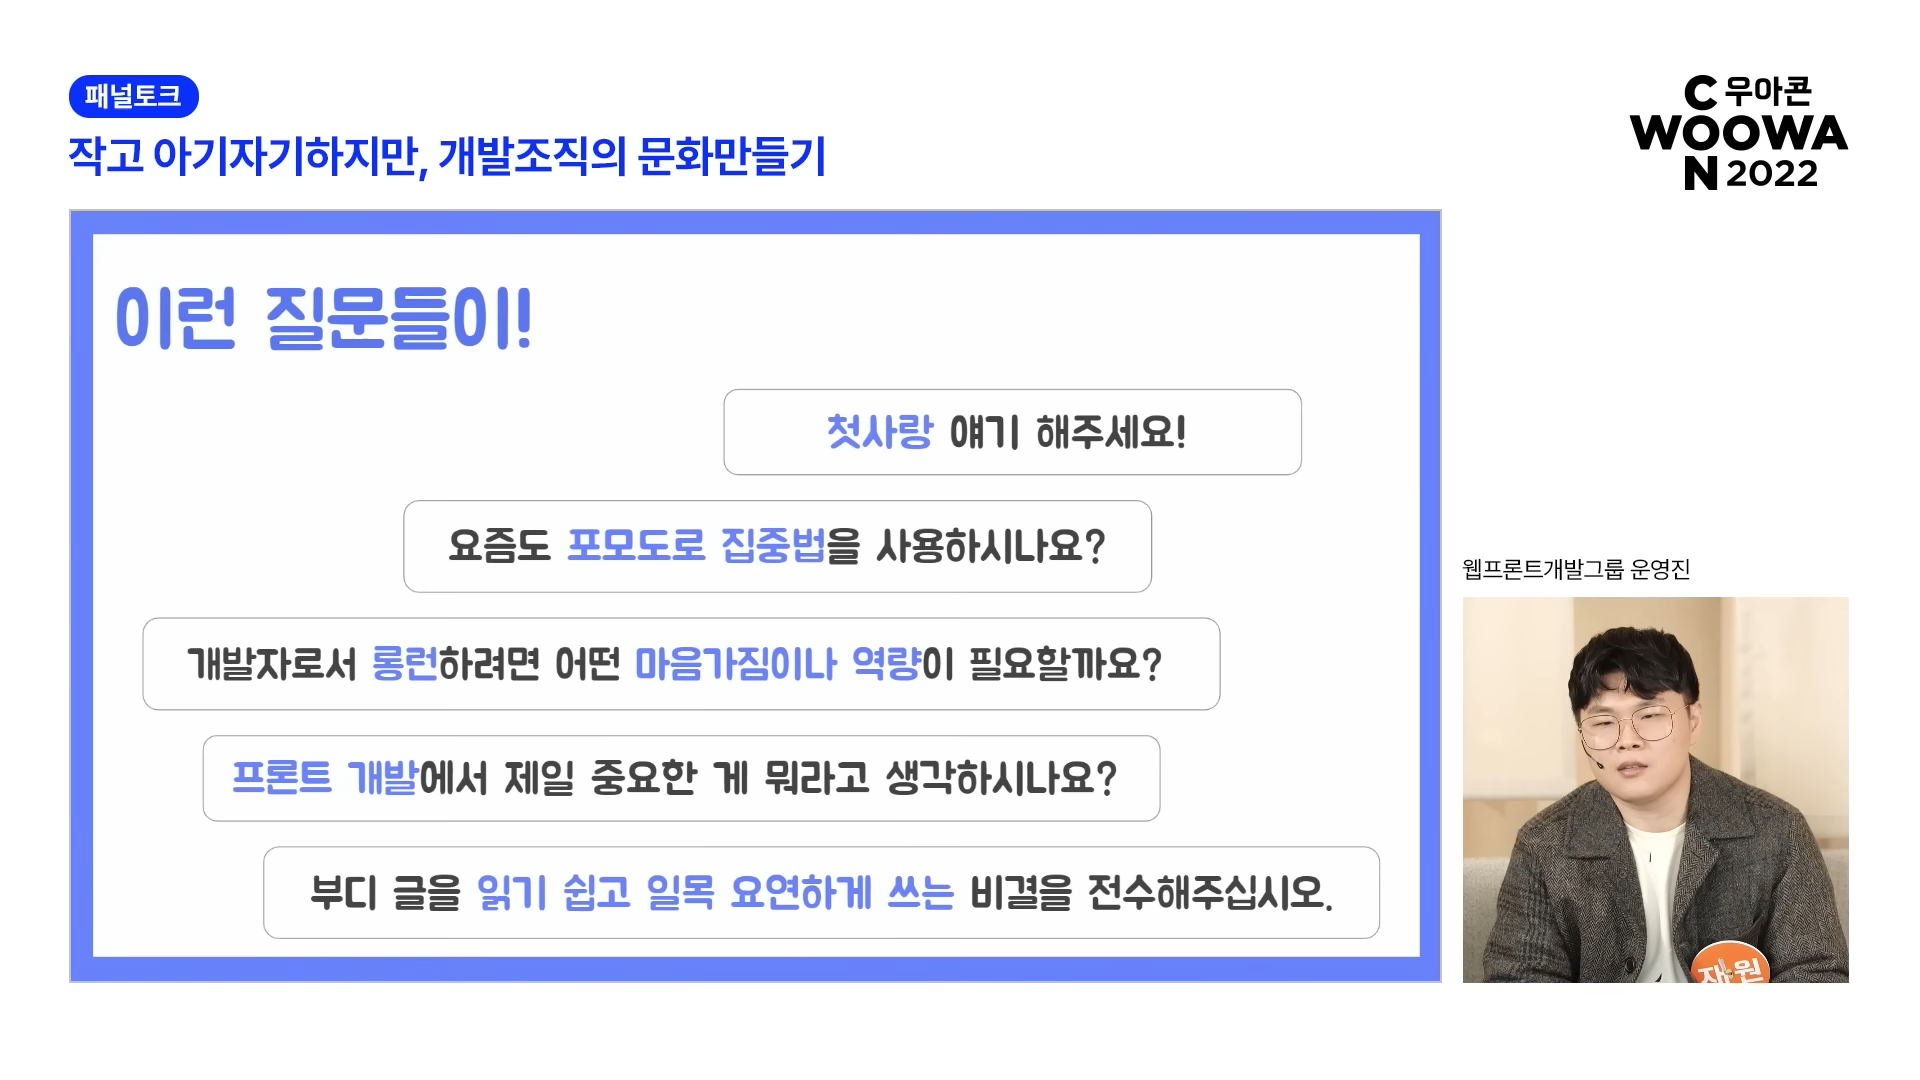 패널토크
작고 아기자기하지만, 개발조직의 문화만들기
C 우아콘
WOOWA
N 2022
이런 질문들이!
첫사랑 얘기 해주세요!
요즘도 포모도로 집중법을 사용하시나요?
개발자로서 롱런하려면 어떤 마음가짐이나 역량이 필요할까요?
프론트 개발에서 제일 중요한 게 뭐라고 생각하시나요?
부디 글을 읽기 쉽고 일목 요연하게 쓰는 비결을 전수해주십시오.
웹프론트개발그룹 운영진
재원